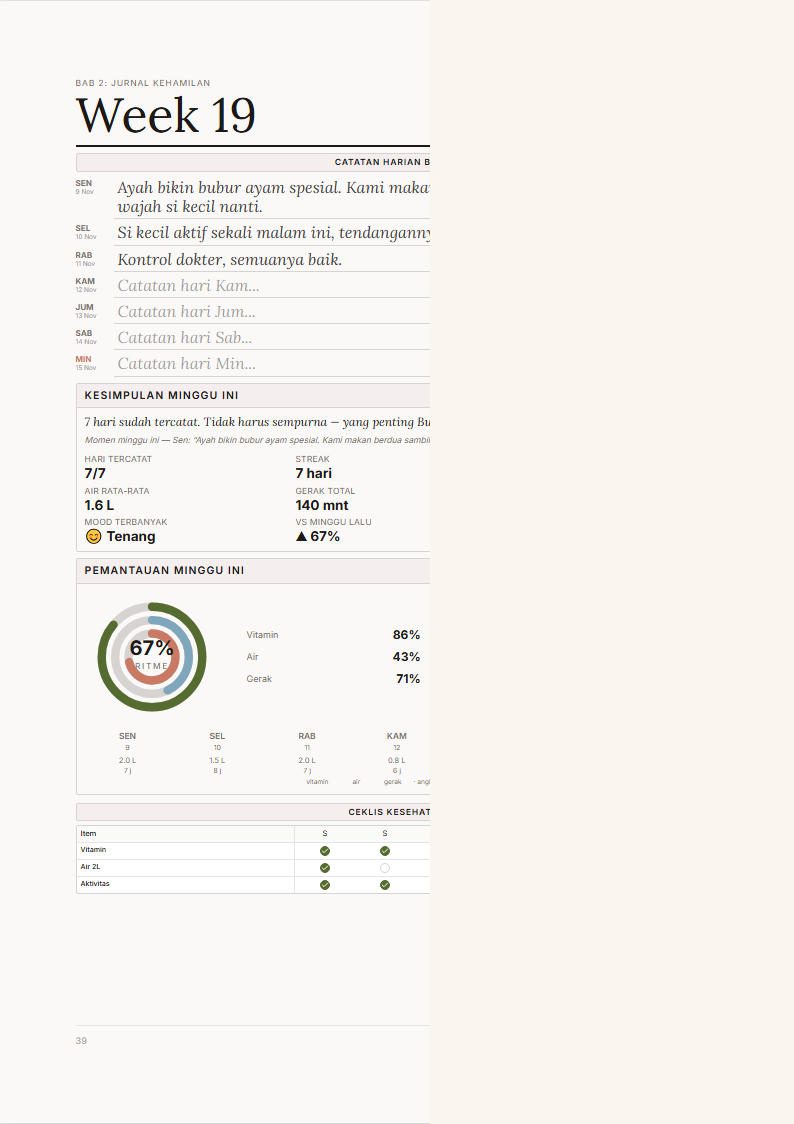 BAB 2: JURNAL KEHAMILAN
Week 19
CATATAN HARIAN B
SEN
9 Nov
Ayah bikin bubur ayam spesial. Kami makan
wajah si kecil nanti.
SEL
10 Nov
Si kecil aktif sekali malam ini, tendanganny
RAB
11 Nov
Kontrol dokter, semuanya baik.
KAM
12 Nov
Catatan hari Kam...
JUM
13 Nov
Catatan hari Jum...
SAB
14 Nov
Catatan hari Sab...
MIN
15 Nov
Catatan hari Min...
KESIMPULAN MINGGU INI
7 hari sudah tercatat. Tidak harus sempurna — yang penting Bu
Momen minggu ini — Sen: "Ayah bikin bubur ayam spesial. Kami makan berdua sambil
HARI TERCATAT STREAK
7/7 7 hari
AIR RATA-RATA GERAK TOTAL
1.6 L 140 mnt
MOOD TERBANYAK VS MINGGU LALU
😊 Tenang ▲ 67%
PEMANTAUAN MINGGU INI
67%
RITME
Vitamin 86%
Air 43%
Gerak 71%
SEN SEL RAB KAM
9 10 11 12
2.0 L 1.5 L 2.0 L 0.8 L
7 j 8 j 7 j 6 j
vitamin air gerak · angk
CEKLIS KESEHAT
Item S S
Vitamin
Air 2L
Aktivitas
39